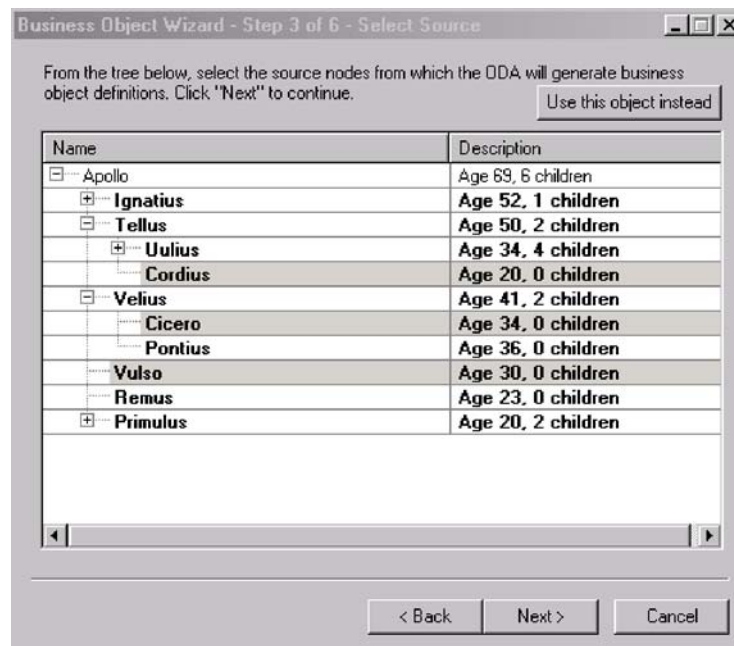 Business Object Wizard - Step 3 of 6 - Select Source
From the tree below, select the source nodes from which the ODA will generate business
object definitions. Click "Next" to continue.
Use this object instead
Name Description
Apollo Age 69, 6 children
Ignatius Age 52, 1 children
Tellus Age 50, 2 children
Uulius Age 34, 4 children
Cordius Age 20, 0 children
Velius Age 41, 2 children
Cicero Age 34, 0 children
Pontius Age 36, 0 children
Vulso Age 30, 0 children
Remus Age 23, 0 children
Primulus Age 20, 2 children
< Back Next > Cancel